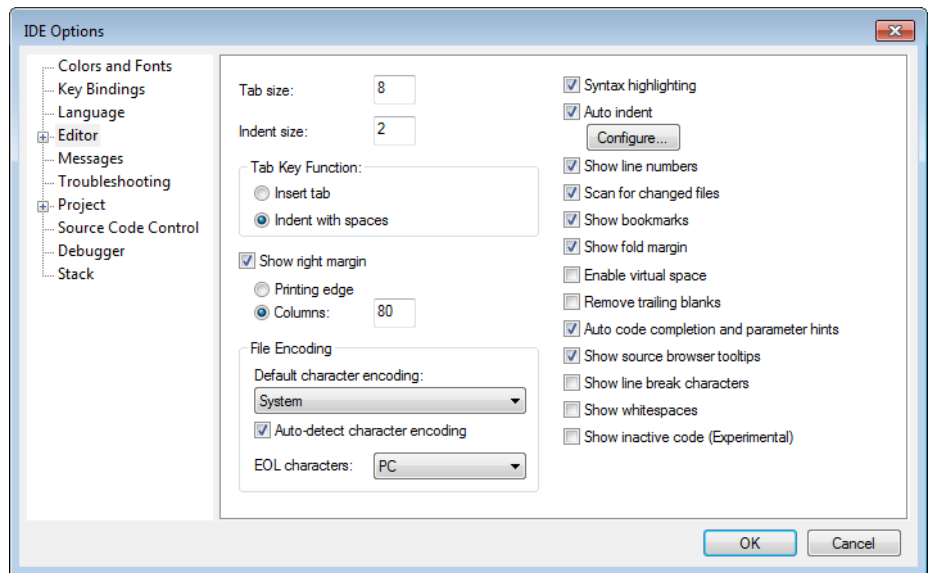 IDE Options
Colors and Fonts
Key Bindings
Language
Editor
Messages
Troubleshooting
Project
Source Code Control
Debugger
Stack
Tab size: 8
Indent size: 2
Tab Key Function:
Insert tab
Indent with spaces
Show right margin
Printing edge
Columns: 80
File Encoding
Default character encoding:
System
Auto-detect character encoding
EOL characters: PC
Syntax highlighting
Auto indent
Configure...
Show line numbers
Scan for changed files
Show bookmarks
Show fold margin
Enable virtual space
Remove trailing blanks
Auto code completion and parameter hints
Show source browser tooltips
Show line break characters
Show whitespaces
Show inactive code (Experimental)
OK Cancel